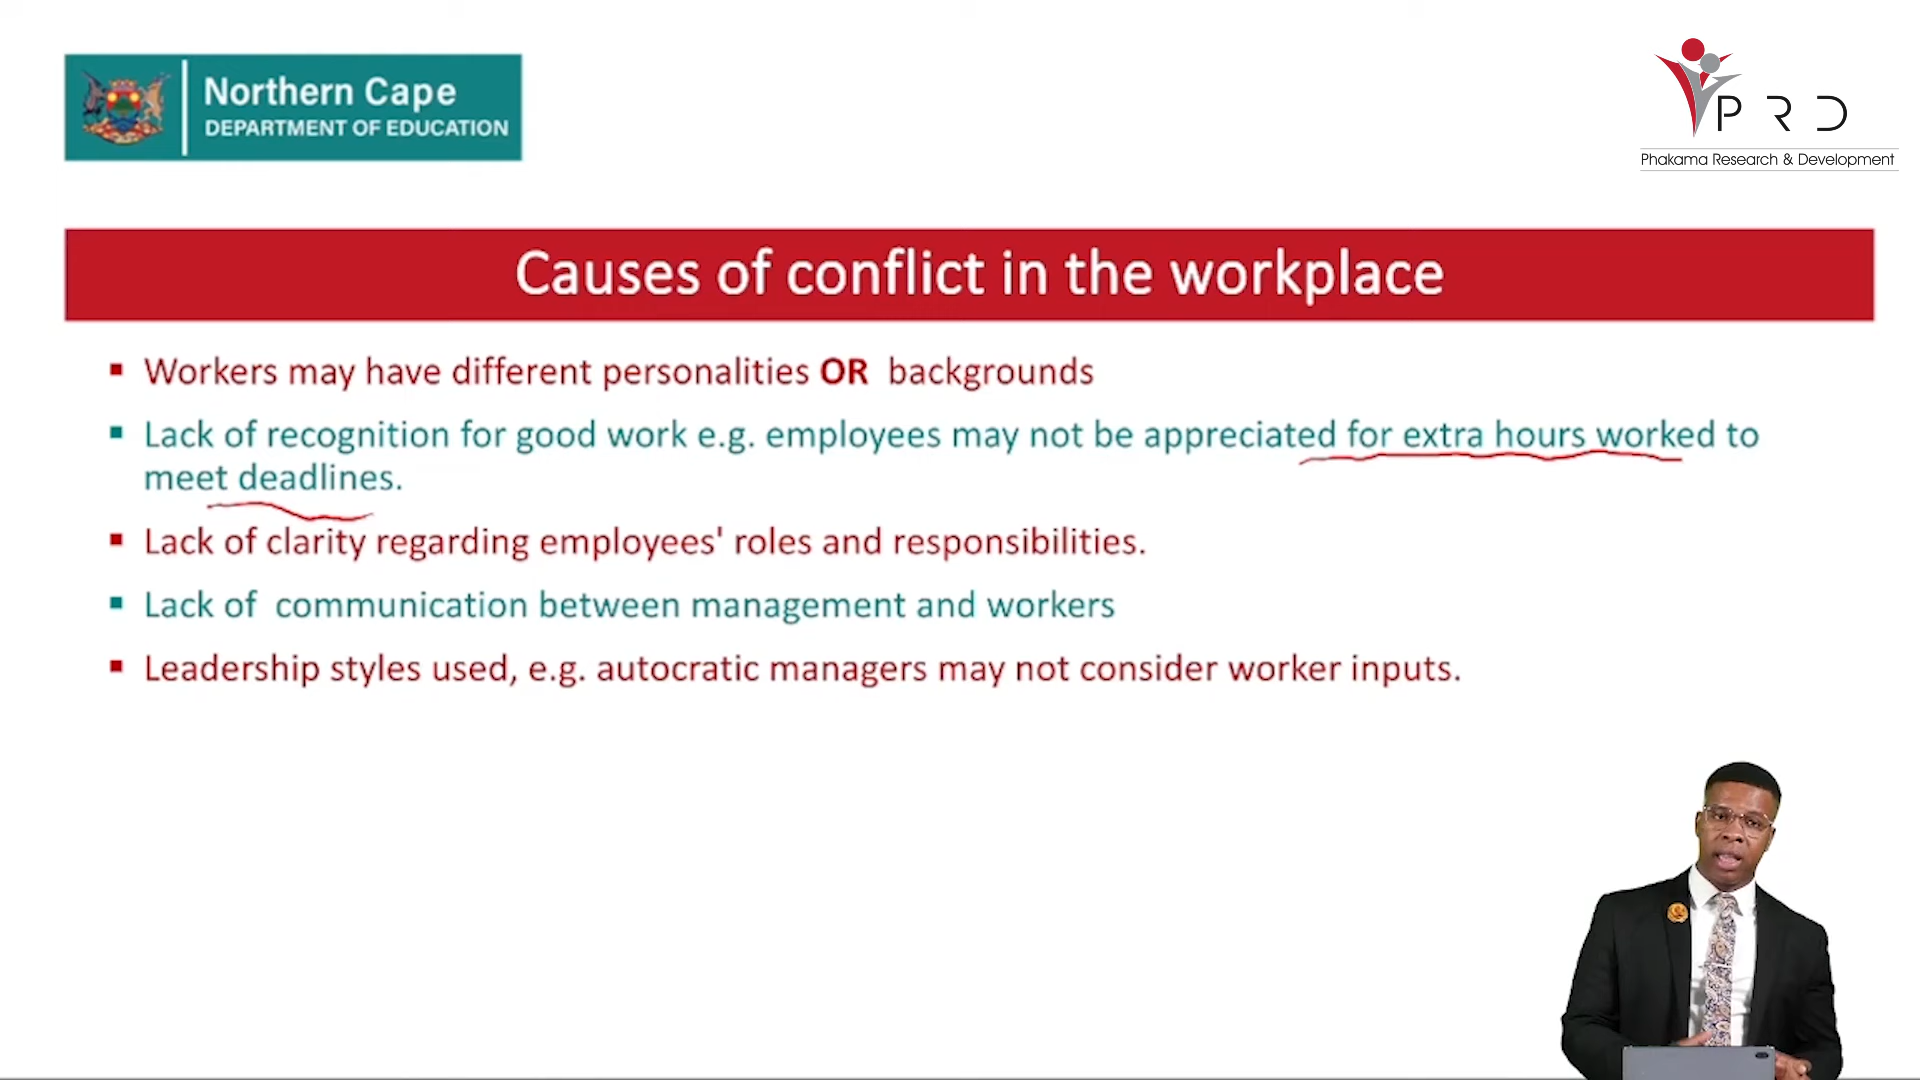 Northern Cape
DEPARTMENT OF EDUCATION
P R D
Phakama Research & Development
Causes of conflict in the workplace
▪ Workers may have different personalities OR  backgrounds
▪ Lack of recognition for good work e.g. employees may not be appreciated for extra hours worked to
meet deadlines.
▪ Lack of clarity regarding employees' roles and responsibilities.
▪ Lack of  communication between management and workers
▪ Leadership styles used, e.g. autocratic managers may not consider worker inputs.